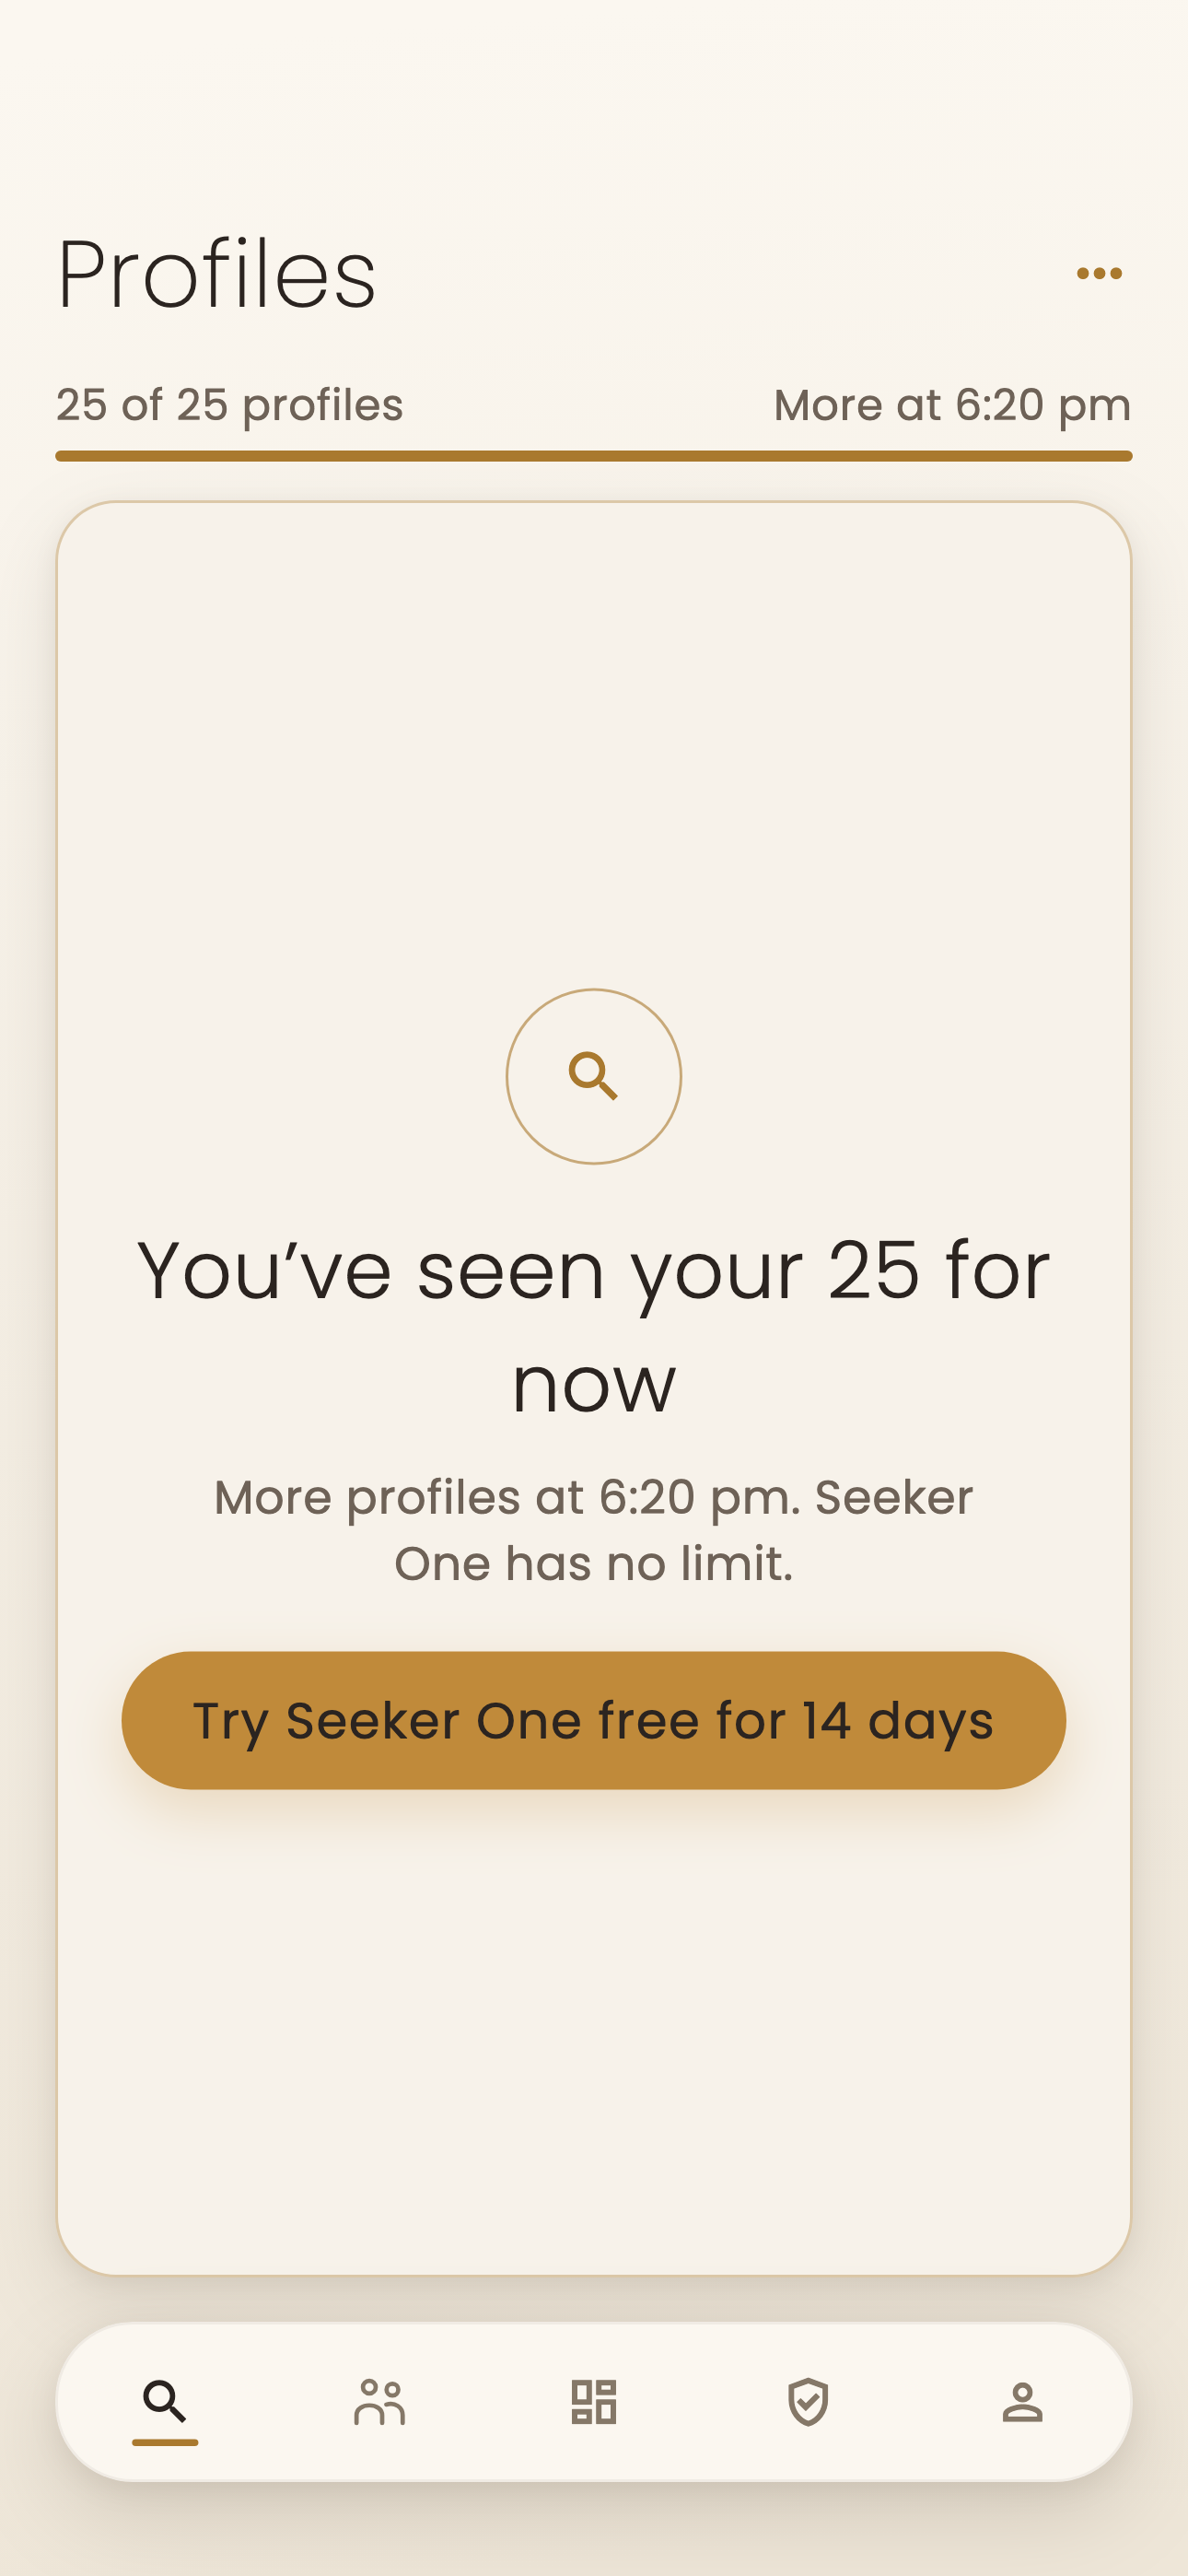 Profiles
25 of 25 profiles
More at 6:20 pm
You’ve seen your 25 for
now
More profiles at 6:20 pm. Seeker
One has no limit.
Try Seeker One free for 14 days